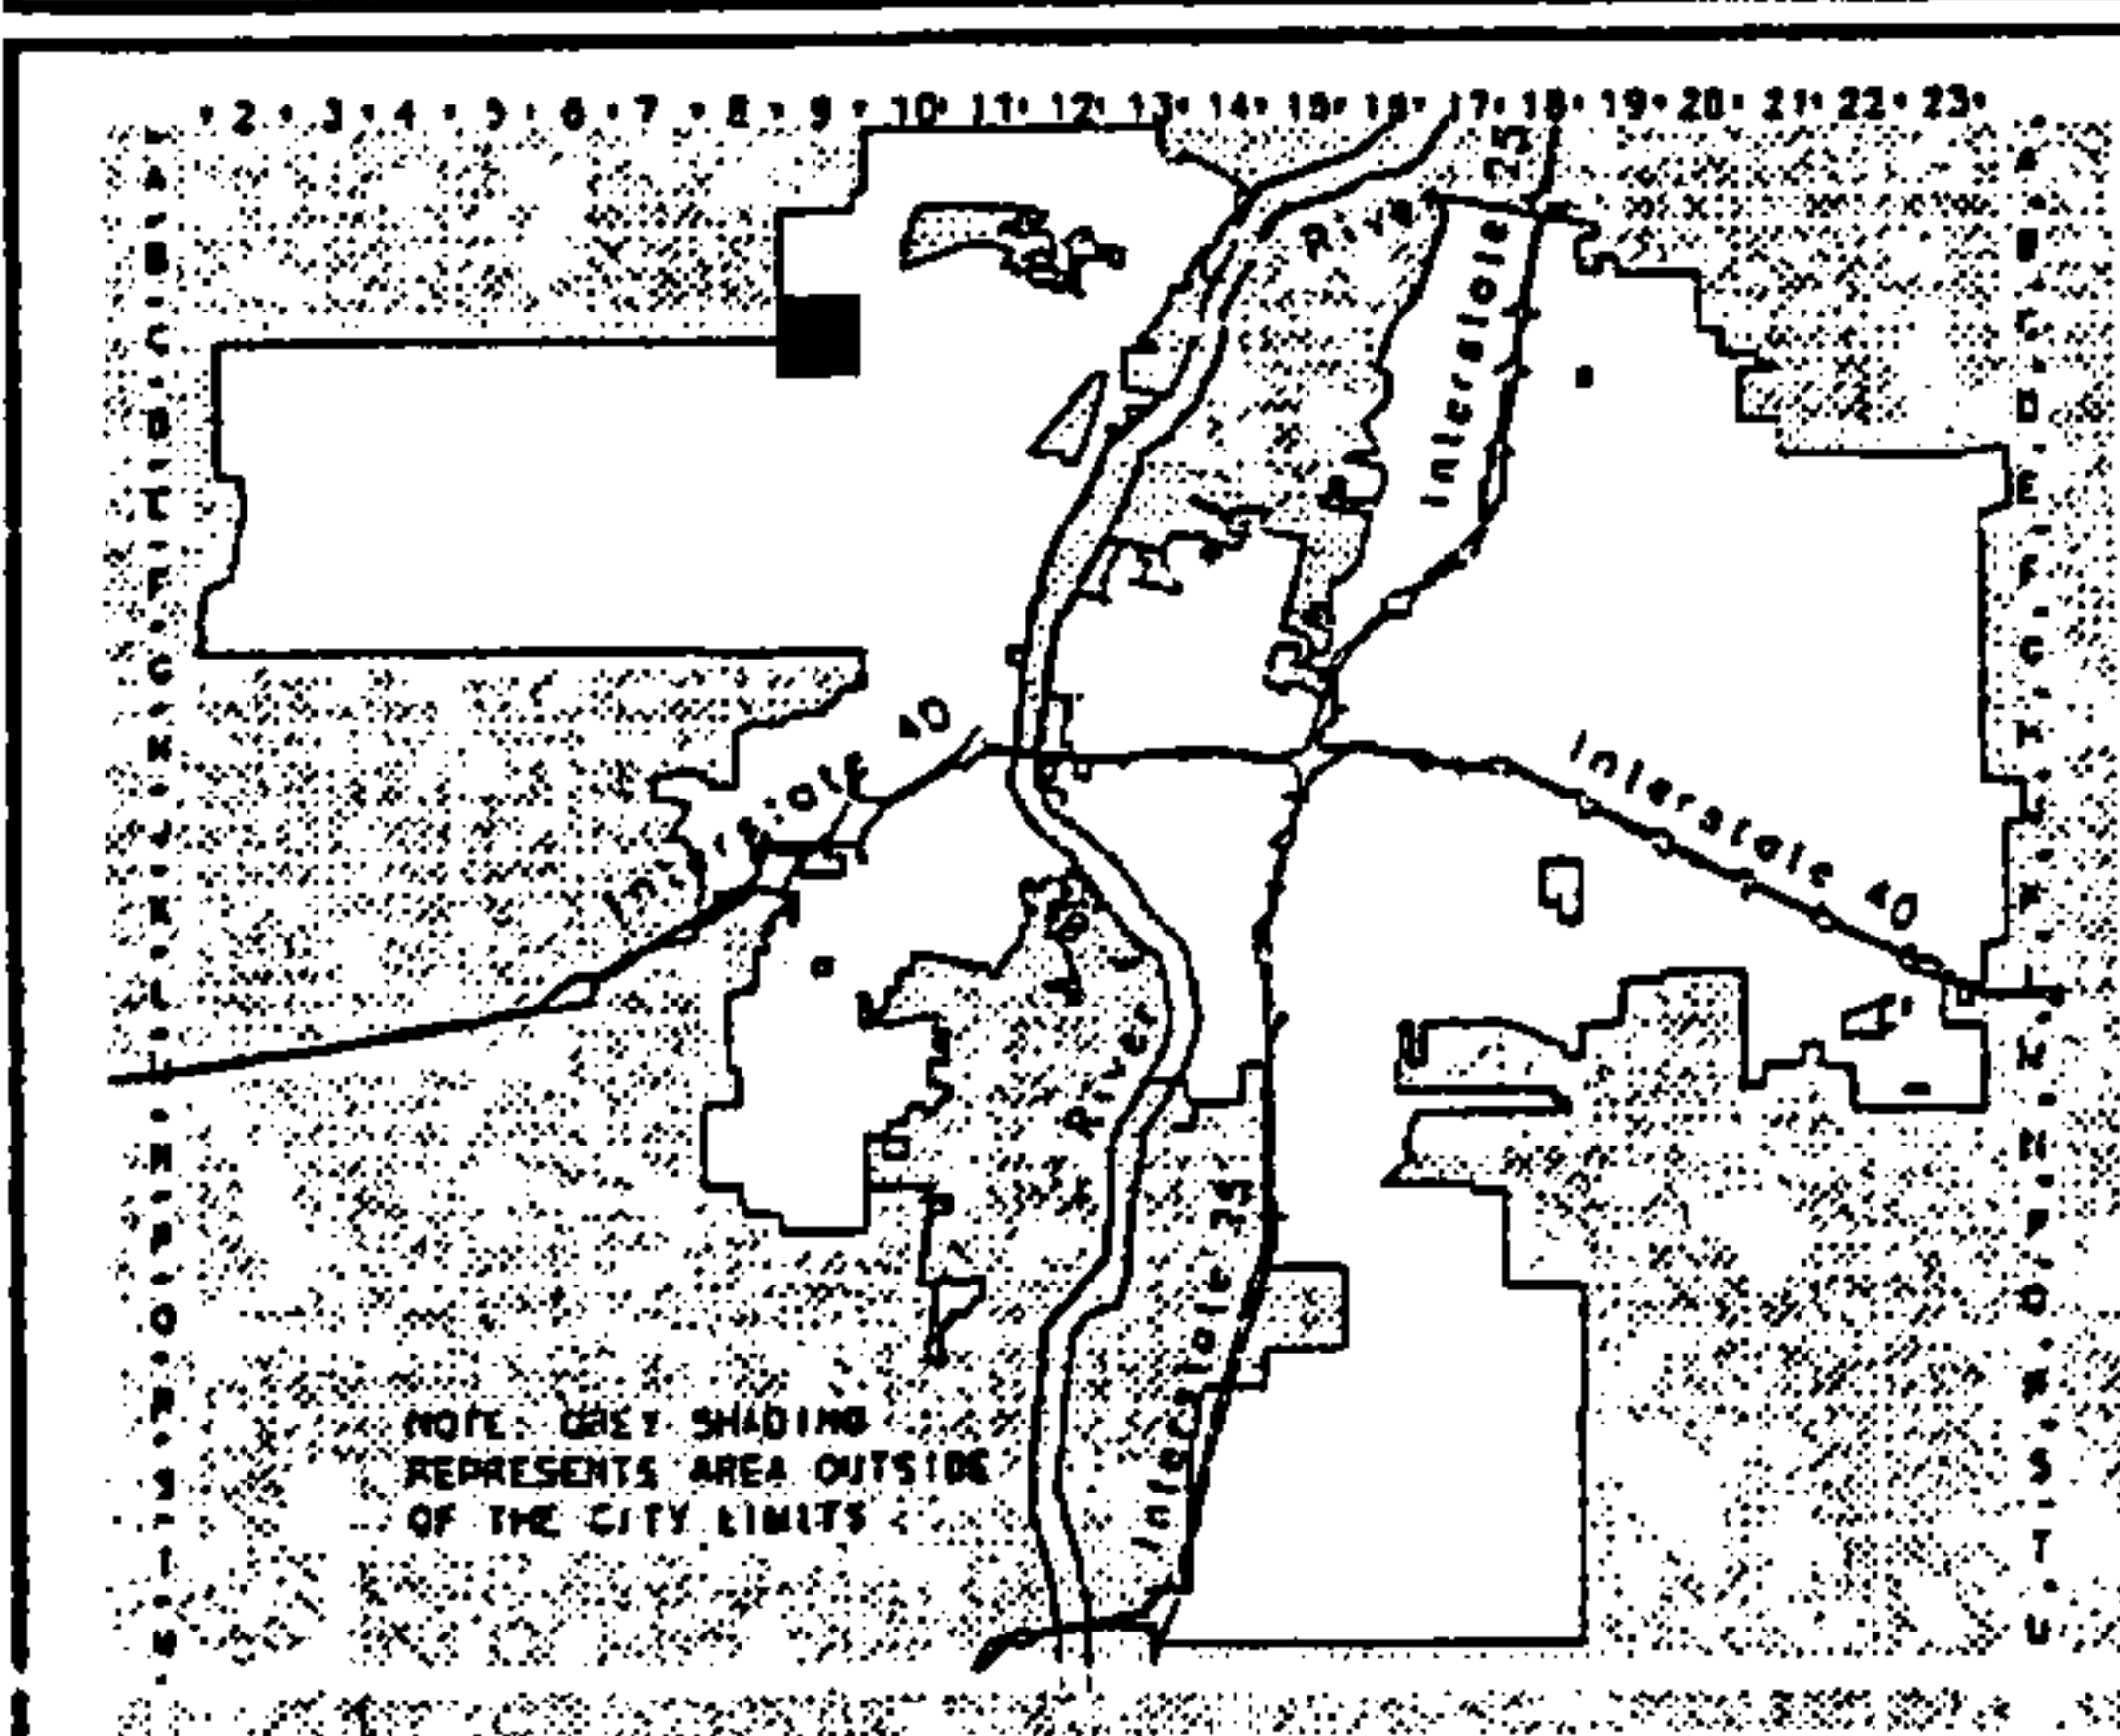 2 3 4 5 6 7 8 9 10 11 12 13 14 15 16 17 18 19 20 21 22 23
A
B
C
D
E
F
G
H
J
K
L
M
N
P
Q
R
S
T
U
River
Interstate 25
Interstate 40
Interstate 40
River
Interstate 25
NOTE: GREY SHADING
REPRESENTS AREA OUTSIDE
OF THE CITY LIMITS